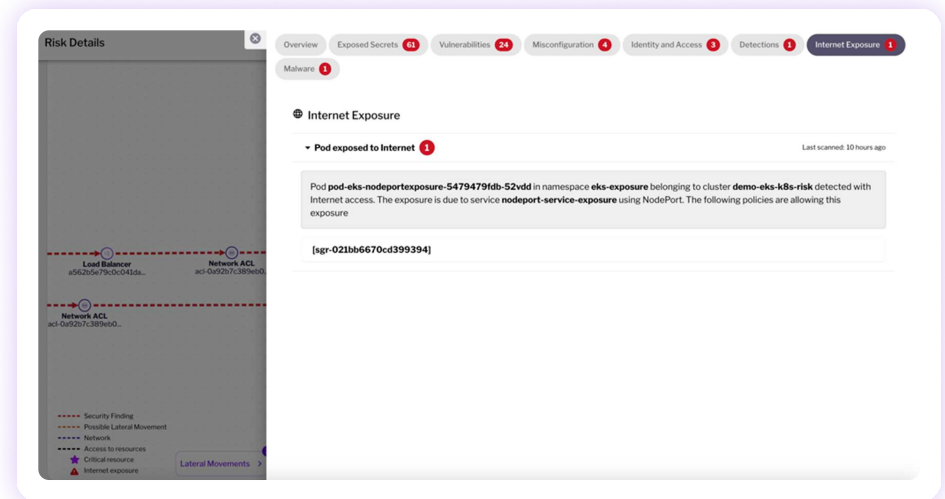 Risk Details
Load Balancer
a562b5e79c0c041da...
Network ACL
acl-0a92b7c389eb0...
Network ACL
acl-0a92b7c389eb0...
Security Finding
Possible Lateral Movement
Network
Access to resources
Critical resource
Internet exposure
Lateral Movements >
Overview
Exposed Secrets 61
Vulnerabilities 24
Misconfiguration 4
Identity and Access 3
Detections 1
Internet Exposure 1
Malware 1
Internet Exposure
Pod exposed to Internet 1
Last scanned: 10 hours ago
Pod pod-eks-nodeportexposure-5479479fdb-52vdd in namespace eks-exposure belonging to cluster demo-eks-k8s-risk detected with
Internet access. The exposure is due to service nodeport-service-exposure using NodePort. The following policies are allowing this
exposure
[sgr-021bb6670cd399394]